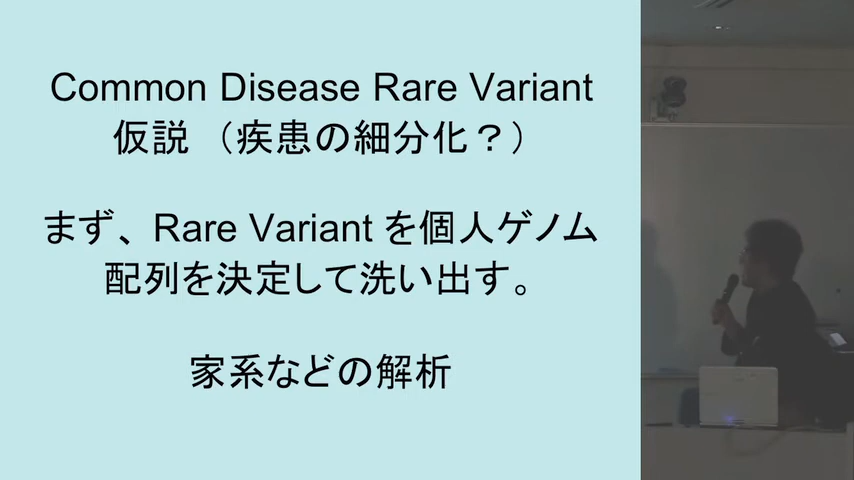 Common Disease Rare Variant
仮説 （疾患の細分化？）
まず、Rare Variant を個人ゲノム
配列を決定して洗い出す。
家系などの解析